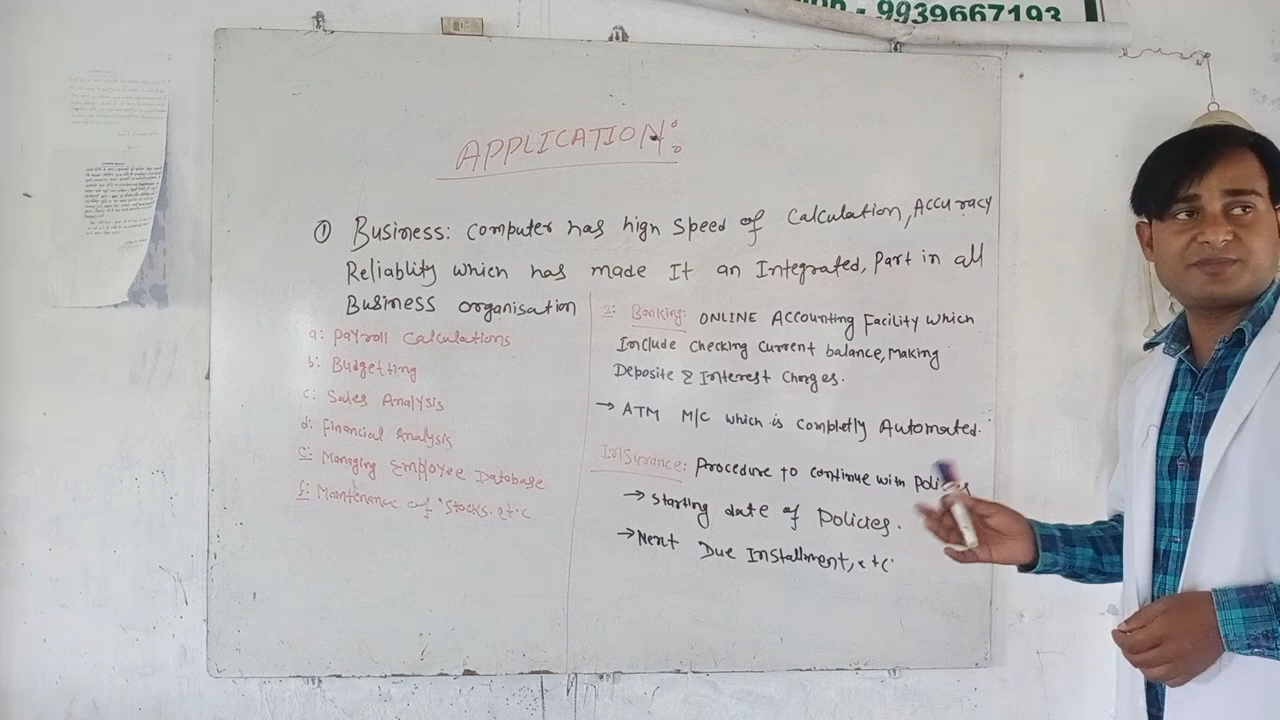 9939667193
APPLICATION:
① Business: Computer has high speed of Calculation, Accuracy
Reliablity which has made It an Integrated, Part in all
Business organisation
a: Payroll Calculations
b: Budgetting
c: Sales Analysis
d: Financial Analysis
e: Managing Employee Database
f: Maintenance of Stocks. etc
2: Banking: ONLINE Accounting Facility which
Include checking current balance, Making
Deposite & Interest Charges.
→ ATM M/C which is completly Automated.
Insurance: Procedure to continue with policies
→ Starting date of Policies.
→ Next Due Installment, etc